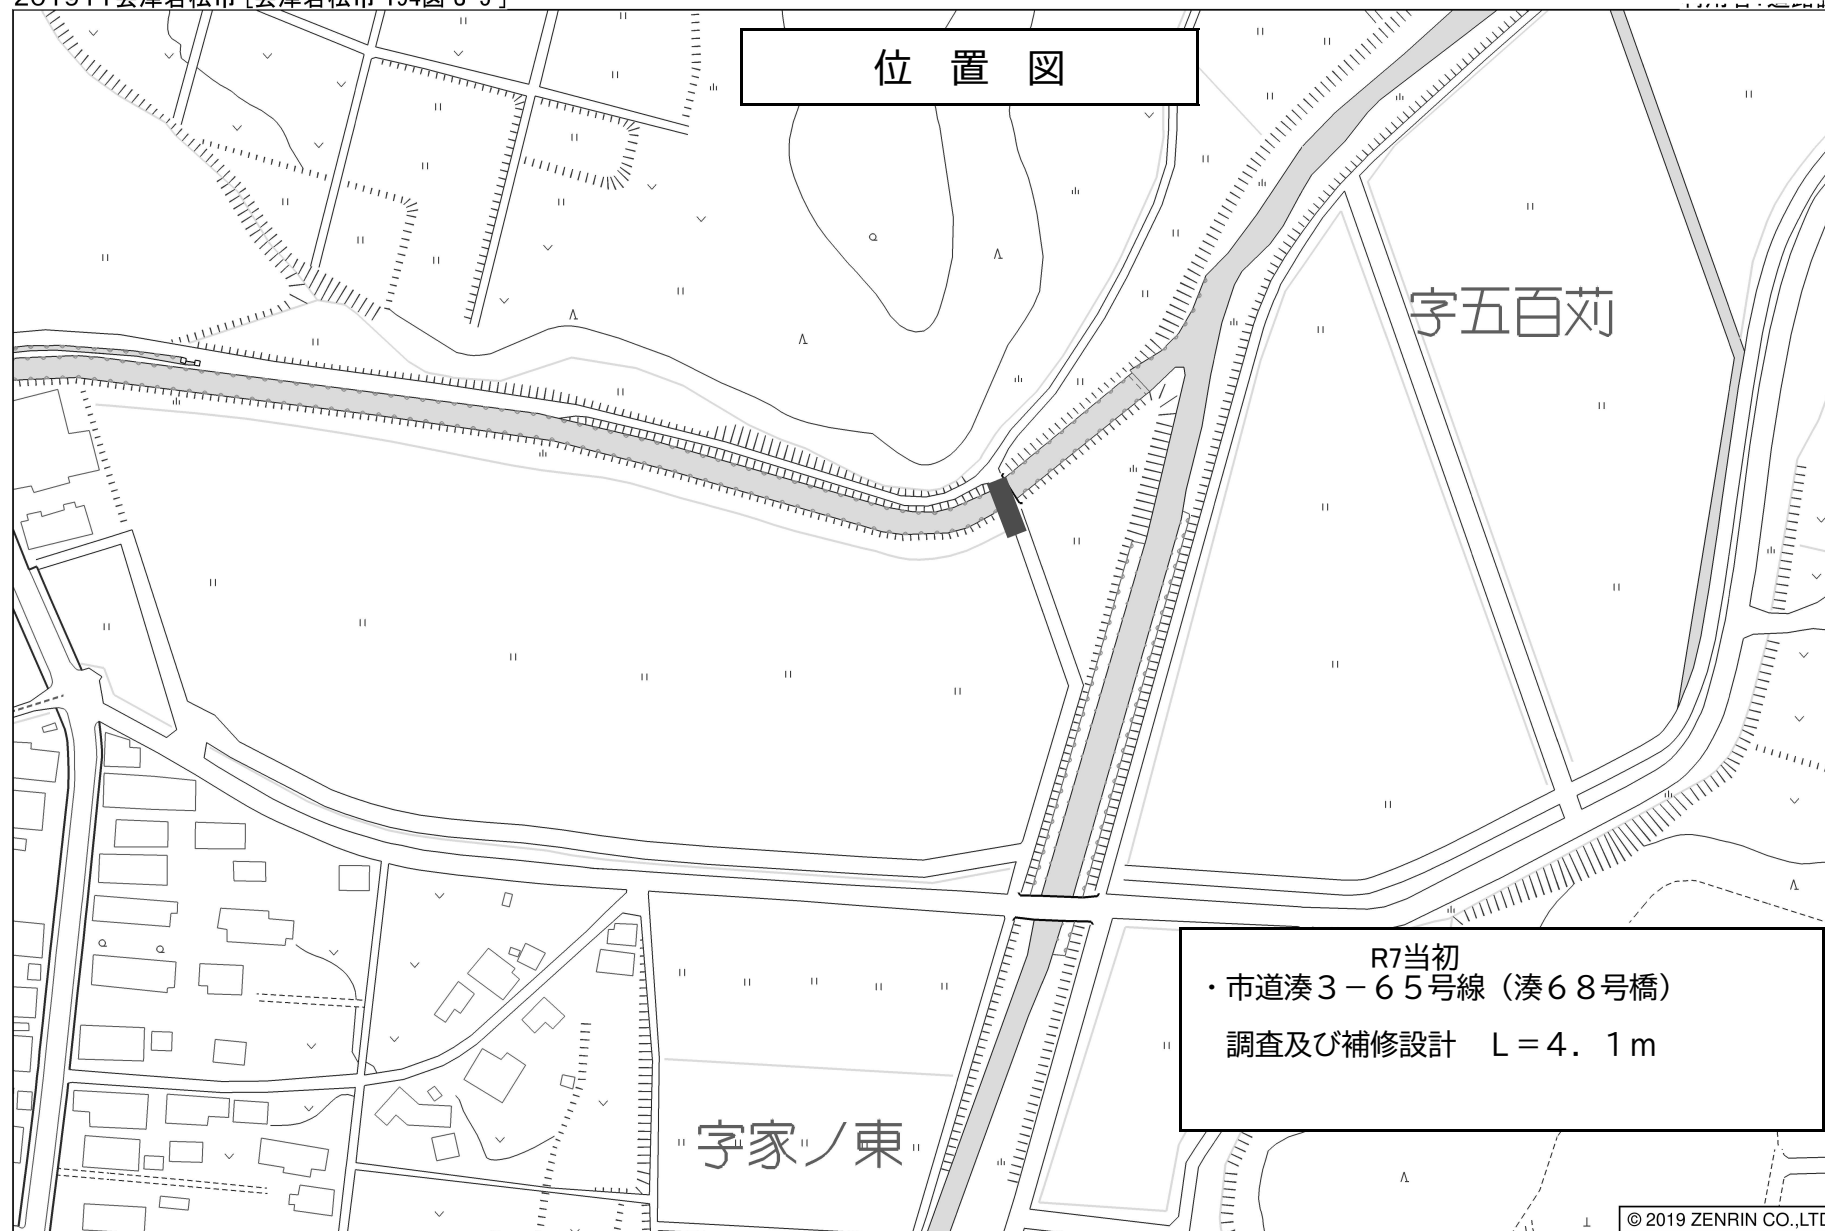 位 置 図
字五百苅
R7当初
・市道湊３－６５号線（湊６８号橋）
調査及び補修設計　Ｌ＝４．１ｍ
字家ノ東
© 2019 ZENRIN CO.,LTD